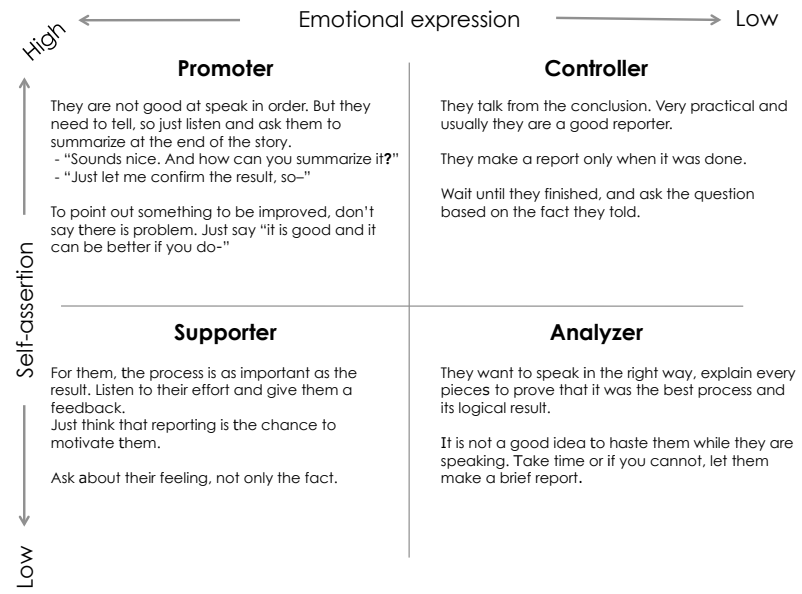 Emotional expression
Low
High
Promoter
They are not good at speak in order. But they
need to tell, so just listen and ask them to
summarize at the end of the story.
- “Sounds nice. And how can you summarize it?”
- “Just let me confirm the result, so–”
To point out something to be improved, don’t
say there is problem. Just say “it is good and it
can be better if you do-”
Controller
They talk from the conclusion. Very practical and
usually they are a good reporter.
They make a report only when it was done.
Wait until they finished, and ask the question
based on the fact they told.
Self-assertion
Supporter
For them, the process is as important as the
result. Listen to their effort and give them a
feedback.
Just think that reporting is the chance to
motivate them.
Ask about their feeling, not only the fact.
Analyzer
They want to speak in the right way, explain every
pieces to prove that it was the best process and
its logical result.
It is not a good idea to haste them while they are
speaking. Take time or if you cannot, let them
make a brief report.
Low